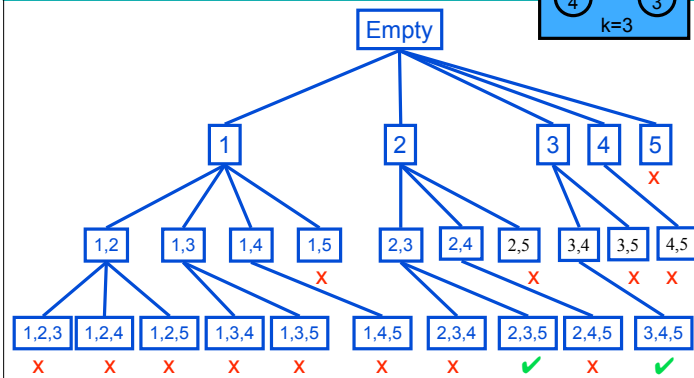 4 3
k=3
Empty
1 2 3 4 5
x
1,2 1,3 1,4 1,5 2,3 2,4 2,5 3,4 3,5 4,5
x x x x
1,2,3 1,2,4 1,2,5 1,3,4 1,3,5 1,4,5 2,3,4 2,3,5 2,4,5 3,4,5
x x x x x x x ✔ x ✔